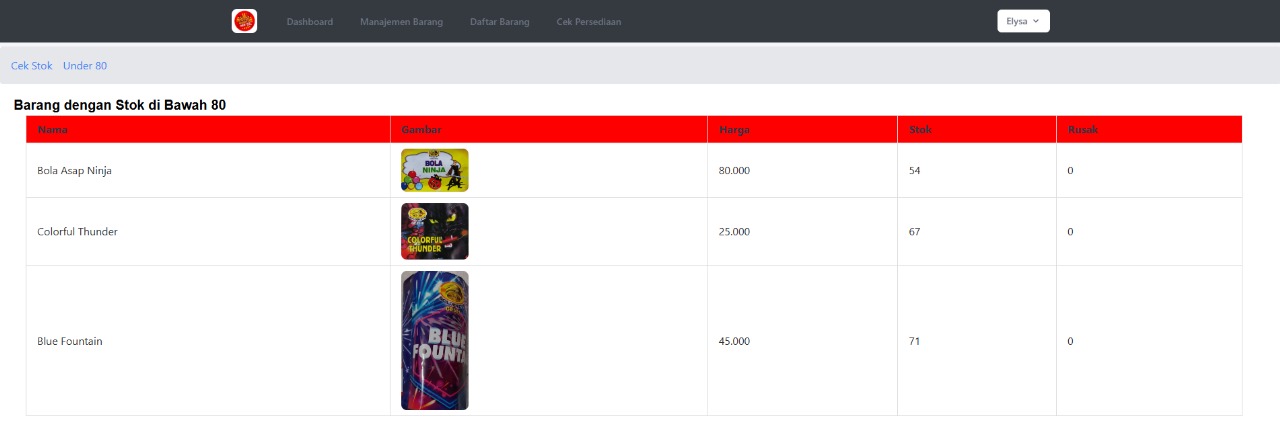 Dashboard Manajemen Barang Daftar Barang Cek Persediaan Elysa
Cek Stok Under 80
Barang dengan Stok di Bawah 80
Nama Gambar Harga Stok Rusak
Bola Asap Ninja 80.000 54 0
BOLA
NINJA
Colorful Thunder 25.000 67 0
COLORFUL
THUNDER
Blue Fountain 45.000 71 0
BLUE
FOUNTA